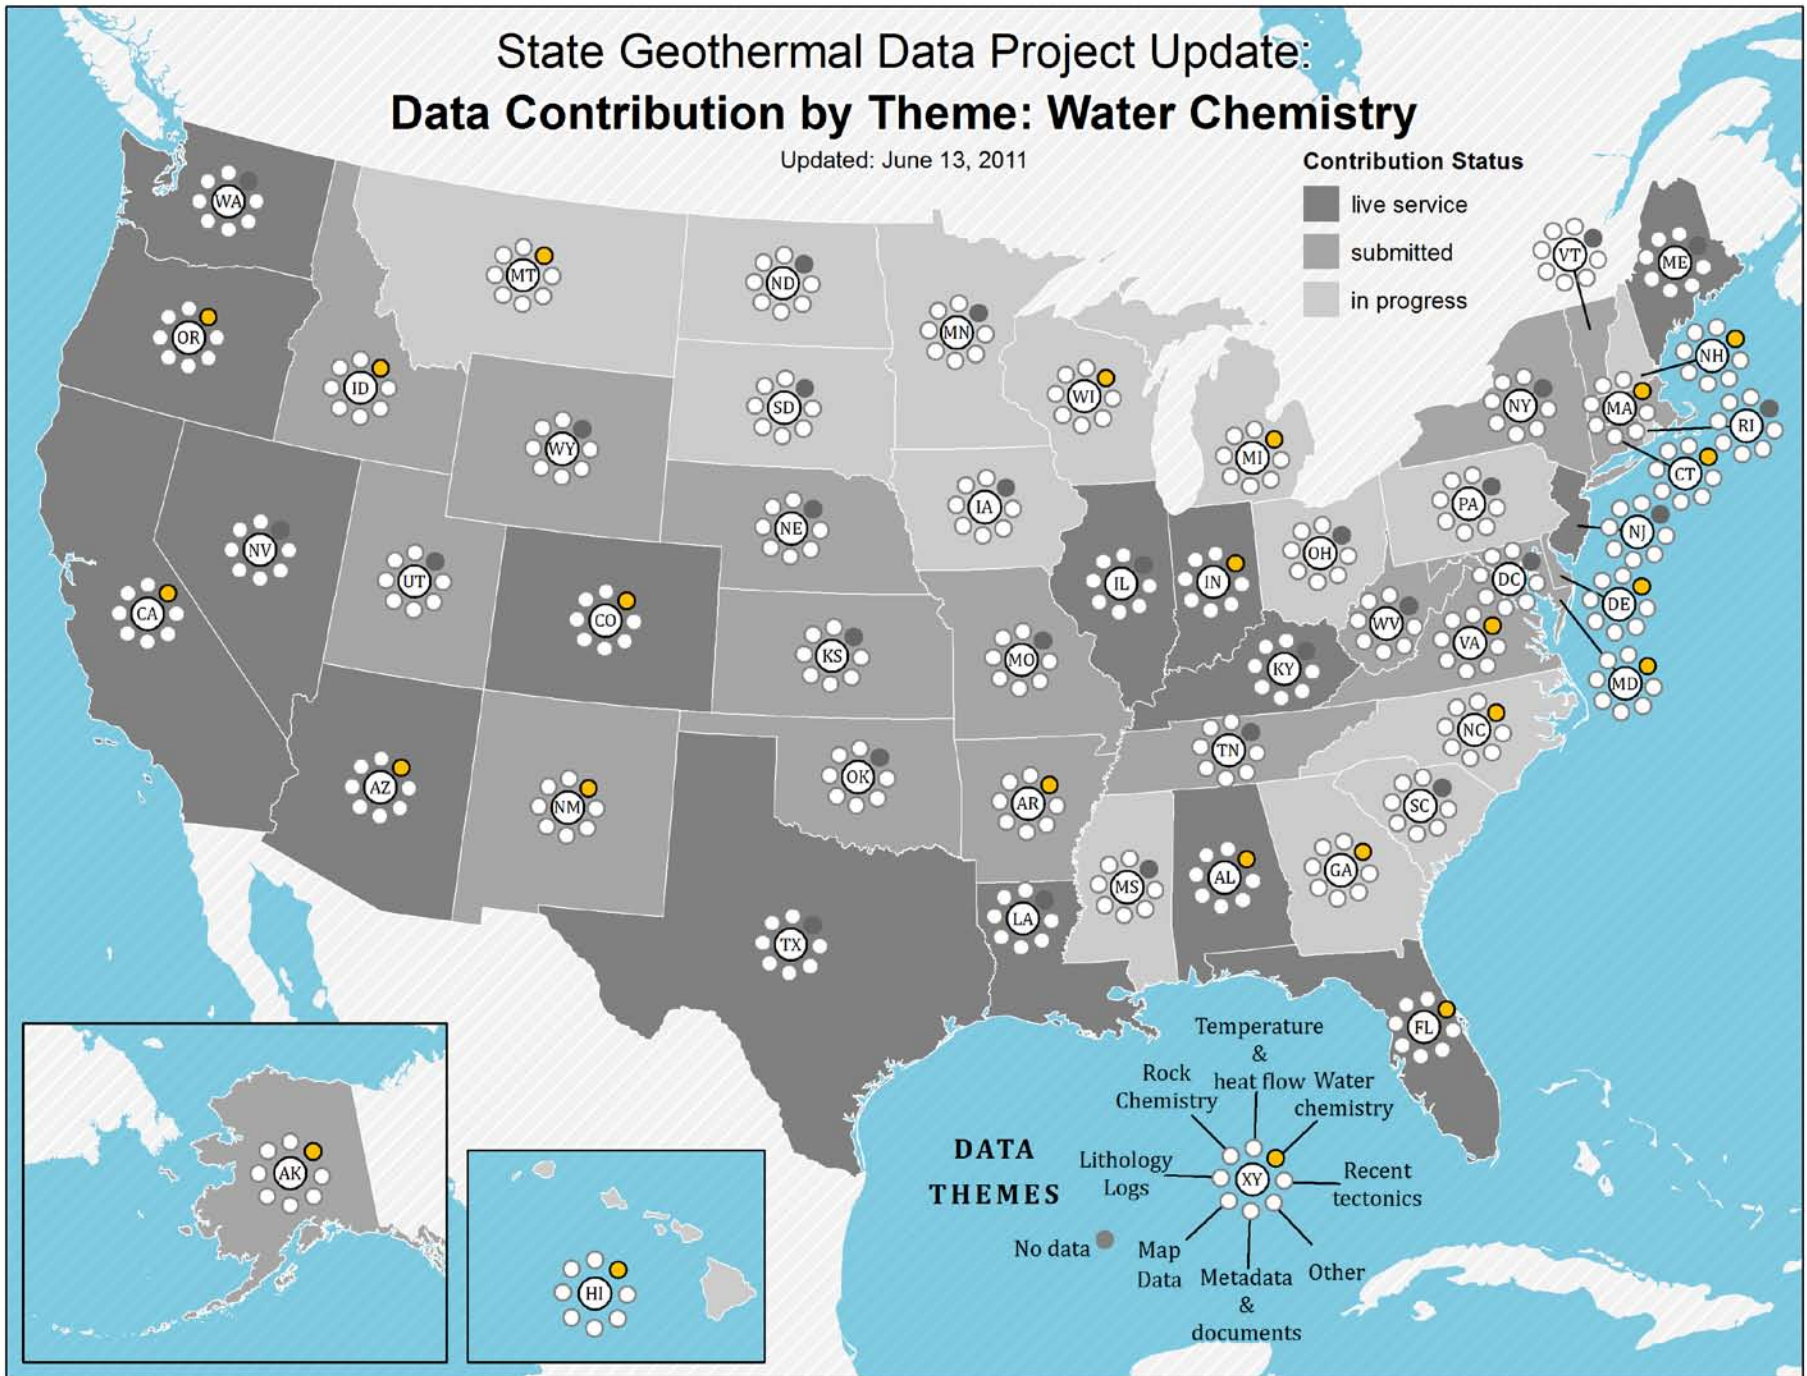 State Geothermal Data Project Update:
Data Contribution by Theme: Water Chemistry
Updated: June 13, 2011
Contribution Status
live service
submitted
in progress
WA
MT
ND
MN
VT
ME
OR
ID
WY
SD
WI
MI
NY
MA
NH
RI
CT
NV
UT
NE
IA
IL
IN
OH
PA
NJ
DC
DE
CA
CO
KS
MO
KY
WV
VA
MD
AZ
NM
OK
AR
TN
NC
SC
TX
LA
MS
AL
GA
FL
AK
HI
DATA
THEMES
Temperature
&
heat flow
Rock
Chemistry
Water
chemistry
Lithology
Logs
XY
Recent
tectonics
No data
Map
Data
Metadata
&
documents
Other